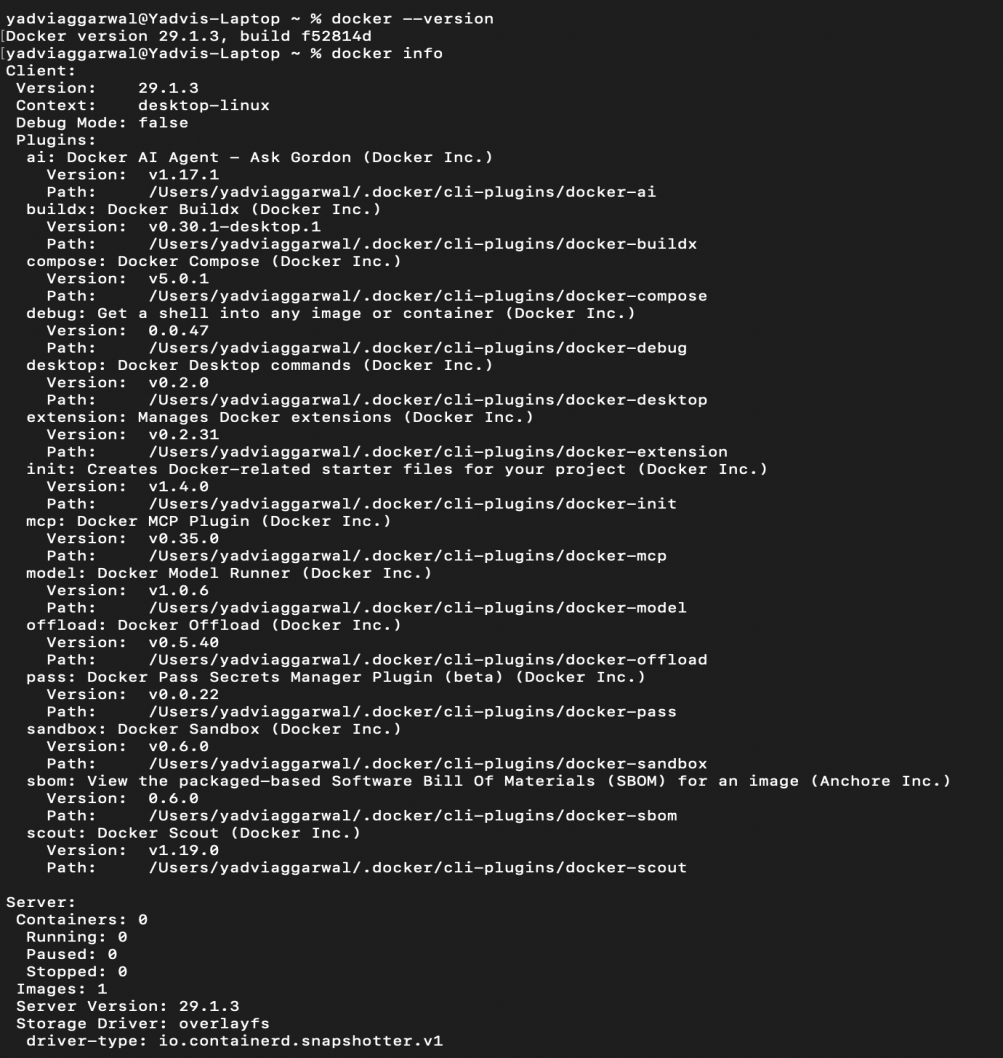 yadviaggarwal@Yadvis-Laptop ~ % docker --version
[Docker version 29.1.3, build f52814d
[yadviaggarwal@Yadvis-Laptop ~ % docker info
Client:
 Version:    29.1.3
 Context:    desktop-linux
 Debug Mode: false
 Plugins:
  ai: Docker AI Agent - Ask Gordon (Docker Inc.)
    Version:  v1.17.1
    Path:     /Users/yadviaggarwal/.docker/cli-plugins/docker-ai
  buildx: Docker Buildx (Docker Inc.)
    Version:  v0.30.1-desktop.1
    Path:     /Users/yadviaggarwal/.docker/cli-plugins/docker-buildx
  compose: Docker Compose (Docker Inc.)
    Version:  v5.0.1
    Path:     /Users/yadviaggarwal/.docker/cli-plugins/docker-compose
  debug: Get a shell into any image or container (Docker Inc.)
    Version:  0.0.47
    Path:     /Users/yadviaggarwal/.docker/cli-plugins/docker-debug
  desktop: Docker Desktop commands (Docker Inc.)
    Version:  v0.2.0
    Path:     /Users/yadviaggarwal/.docker/cli-plugins/docker-desktop
  extension: Manages Docker extensions (Docker Inc.)
    Version:  v0.2.31
    Path:     /Users/yadviaggarwal/.docker/cli-plugins/docker-extension
  init: Creates Docker-related starter files for your project (Docker Inc.)
    Version:  v1.4.0
    Path:     /Users/yadviaggarwal/.docker/cli-plugins/docker-init
  mcp: Docker MCP Plugin (Docker Inc.)
    Version:  v0.35.0
    Path:     /Users/yadviaggarwal/.docker/cli-plugins/docker-mcp
  model: Docker Model Runner (Docker Inc.)
    Version:  v1.0.6
    Path:     /Users/yadviaggarwal/.docker/cli-plugins/docker-model
  offload: Docker Offload (Docker Inc.)
    Version:  v0.5.40
    Path:     /Users/yadviaggarwal/.docker/cli-plugins/docker-offload
  pass: Docker Pass Secrets Manager Plugin (beta) (Docker Inc.)
    Version:  v0.0.22
    Path:     /Users/yadviaggarwal/.docker/cli-plugins/docker-pass
  sandbox: Docker Sandbox (Docker Inc.)
    Version:  v0.6.0
    Path:     /Users/yadviaggarwal/.docker/cli-plugins/docker-sandbox
  sbom: View the packaged-based Software Bill Of Materials (SBOM) for an image (Anchore Inc.)
    Version:  0.6.0
    Path:     /Users/yadviaggarwal/.docker/cli-plugins/docker-sbom
  scout: Docker Scout (Docker Inc.)
    Version:  v1.19.0
    Path:     /Users/yadviaggarwal/.docker/cli-plugins/docker-scout

Server:
 Containers: 0
  Running: 0
  Paused: 0
  Stopped: 0
 Images: 1
 Server Version: 29.1.3
 Storage Driver: overlayfs
  driver-type: io.containerd.snapshotter.v1